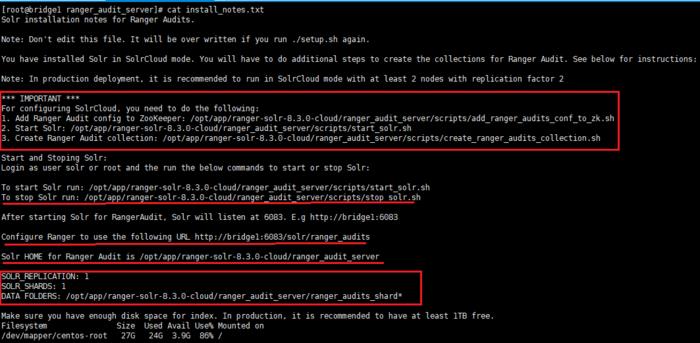 [root@bridge1 ranger_audit_server]# cat install_notes.txt
Solr installation notes for Ranger Audits.
Note: Don't edit this file. It will be over written if you run ./setup.sh again.
You have installed Solr in SolrCloud mode. You will have to do additional steps to create the collections for Ranger Audit. See below for instructions:
Note: In production deployment, it is recommended to run in SolrCloud mode with at least 2 nodes with replication factor 2
*** IMPORTANT ***
For configuring SolrCloud, you need to do the following:
1. Add Ranger Audit config to ZooKeeper: /opt/app/ranger-solr-8.3.0-cloud/ranger_audit_server/scripts/add_ranger_audits_conf_to_zk.sh
2. Start Solr: /opt/app/ranger-solr-8.3.0-cloud/ranger_audit_server/scripts/start_solr.sh
3. Create Ranger Audit collection: /opt/app/ranger-solr-8.3.0-cloud/ranger_audit_server/scripts/create_ranger_audits_collection.sh
Start and Stoping Solr:
Login as user solr or root and the run the below commands to start or stop Solr:
To start Solr run: /opt/app/ranger-solr-8.3.0-cloud/ranger_audit_server/scripts/start_solr.sh
To stop Solr run: /opt/app/ranger-solr-8.3.0-cloud/ranger_audit_server/scripts/stop_solr.sh
After starting Solr for RangerAudit, Solr will listen at 6083. E.g http://bridge1:6083
Configure Ranger to use the following URL http://bridge1:6083/solr/ranger_audits
Solr HOME for Ranger Audit is /opt/app/ranger-solr-8.3.0-cloud/ranger_audit_server
SOLR_REPLICATION: 1
SOLR_SHARDS: 1
DATA FOLDERS: /opt/app/ranger-solr-8.3.0-cloud/ranger_audit_server/ranger_audits_shard*
Make sure you have enough disk space for index. In production, it is recommended to have at least 1TB free.
Filesystem Size Used Avail Use% Mounted on
/dev/mapper/centos-root 27G 24G 3.9G 86% /